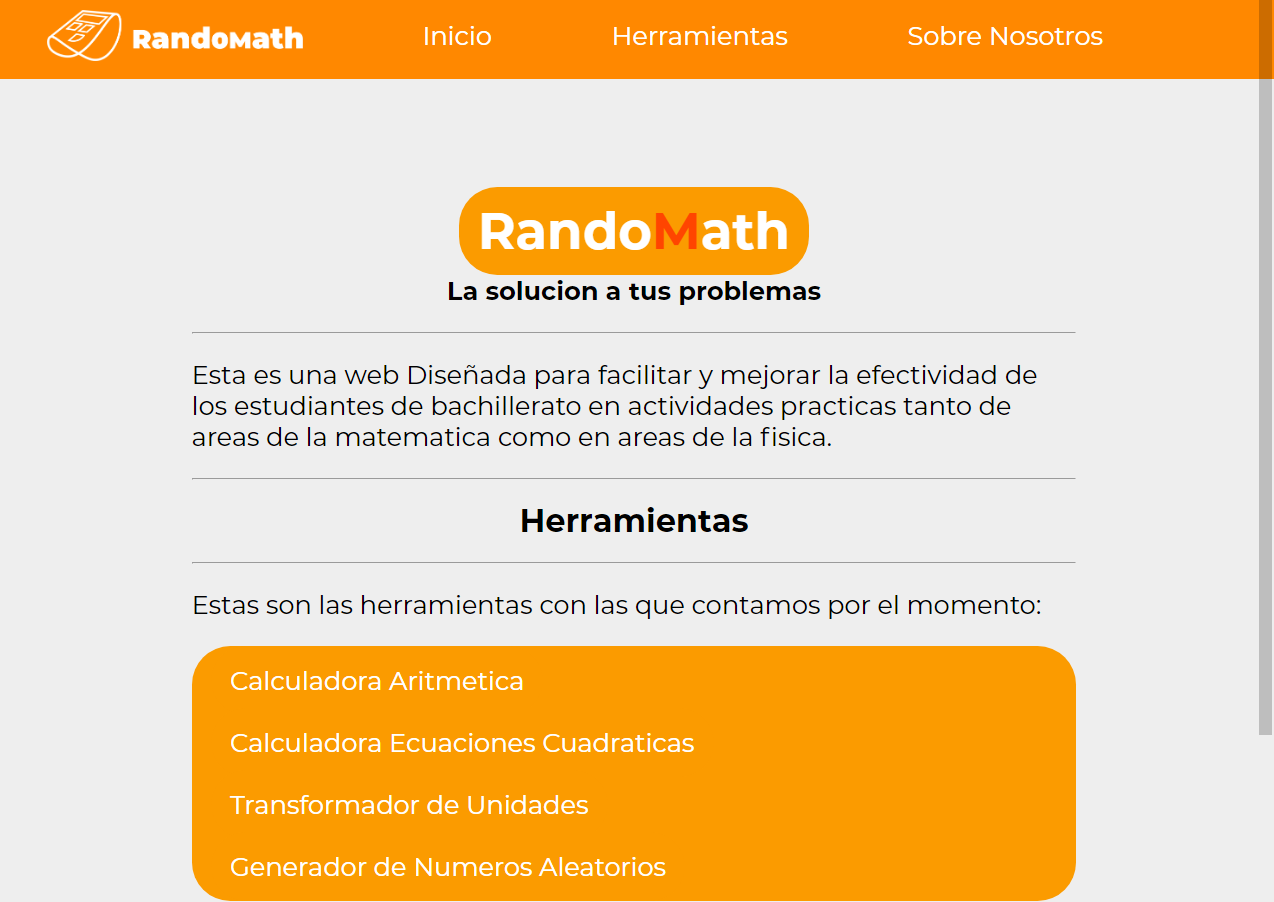 RandoMath
Inicio
Herramientas
Sobre Nosotros
RandoMath
La solucion a tus problemas
Esta es una web Diseñada para facilitar y mejorar la efectividad de
los estudiantes de bachillerato en actividades practicas tanto de
areas de la matematica como en areas de la fisica.
Herramientas
Estas son las herramientas con las que contamos por el momento:
Calculadora Aritmetica
Calculadora Ecuaciones Cuadraticas
Transformador de Unidades
Generador de Numeros Aleatorios